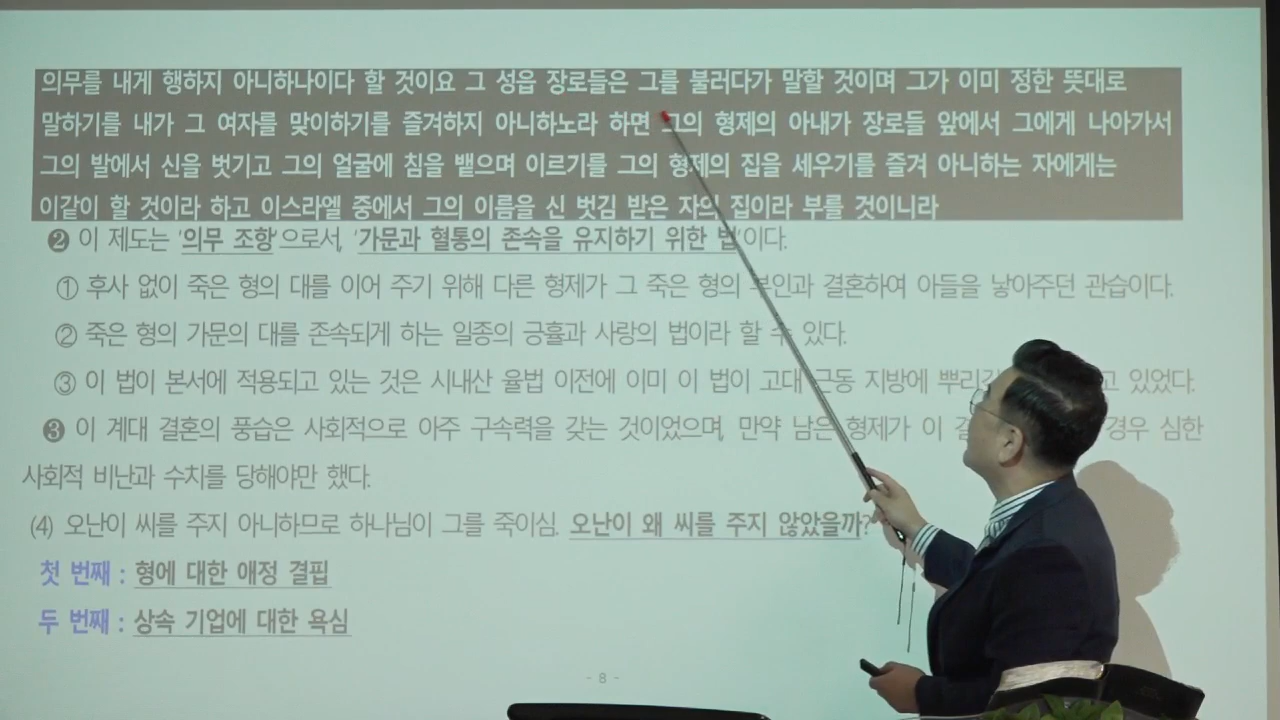 의무를 내게 행하지 아니하나이다 할 것이요 그 성읍 장로들은 그를 불러다가 말할 것이며 그가 이미 정한 뜻대로
말하기를 내가 그 여자를 맞이하기를 즐겨하지 아니하노라 하면 그의 형제의 아내가 장로들 앞에서 그에게 나아가서
그의 발에서 신을 벗기고 그의 얼굴에 침을 뱉으며 이르기를 그의 형제의 집을 세우기를 즐겨 아니하는 자에게는
이같이 할 것이라 하고 이스라엘 중에서 그의 이름을 신 벗김 받은 자의 집이라 부를 것이니라
❷ 이 제도는 '의무 조항'으로서, '가문과 혈통의 존속을 유지하기 위한 법'이다.
① 후사 없이 죽은 형의 대를 이어 주기 위해 다른 형제가 그 죽은 형의 부인과 결혼하여 아들을 낳아주던 관습이다.
② 죽은 형의 가문의 대를 존속되게 하는 일종의 긍휼과 사랑의 법이라 할 수 있다.
③ 이 법이 본서에 적용되고 있는 것은 시내산 율법 이전에 이미 이 법이 고대 근동 지방에 있었다.
❸ 이 계대 결혼의 풍습은 사회적으로 아주 구속력을 갖는 것이었으며, 만약 남은 형제가 이 경우 심한
사회적 비난과 수치를 당해야만 했다.
(4) 오난이 씨를 주지 아니하므로 하나님이 그를 죽이심. 오난이 왜 씨를 주지 않았을까?
첫 번째 : 형에 대한 애정 결핍
두 번째 : 상속 기업에 대한 욕심
- 8 -